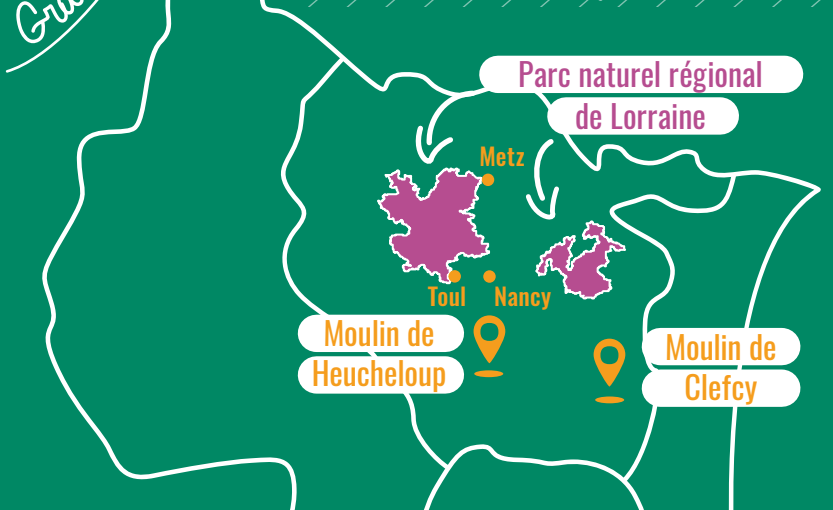 Parc naturel régional
de Lorraine
Metz
Toul
Nancy
Moulin de
Heucheloup
Moulin de
Clefcy